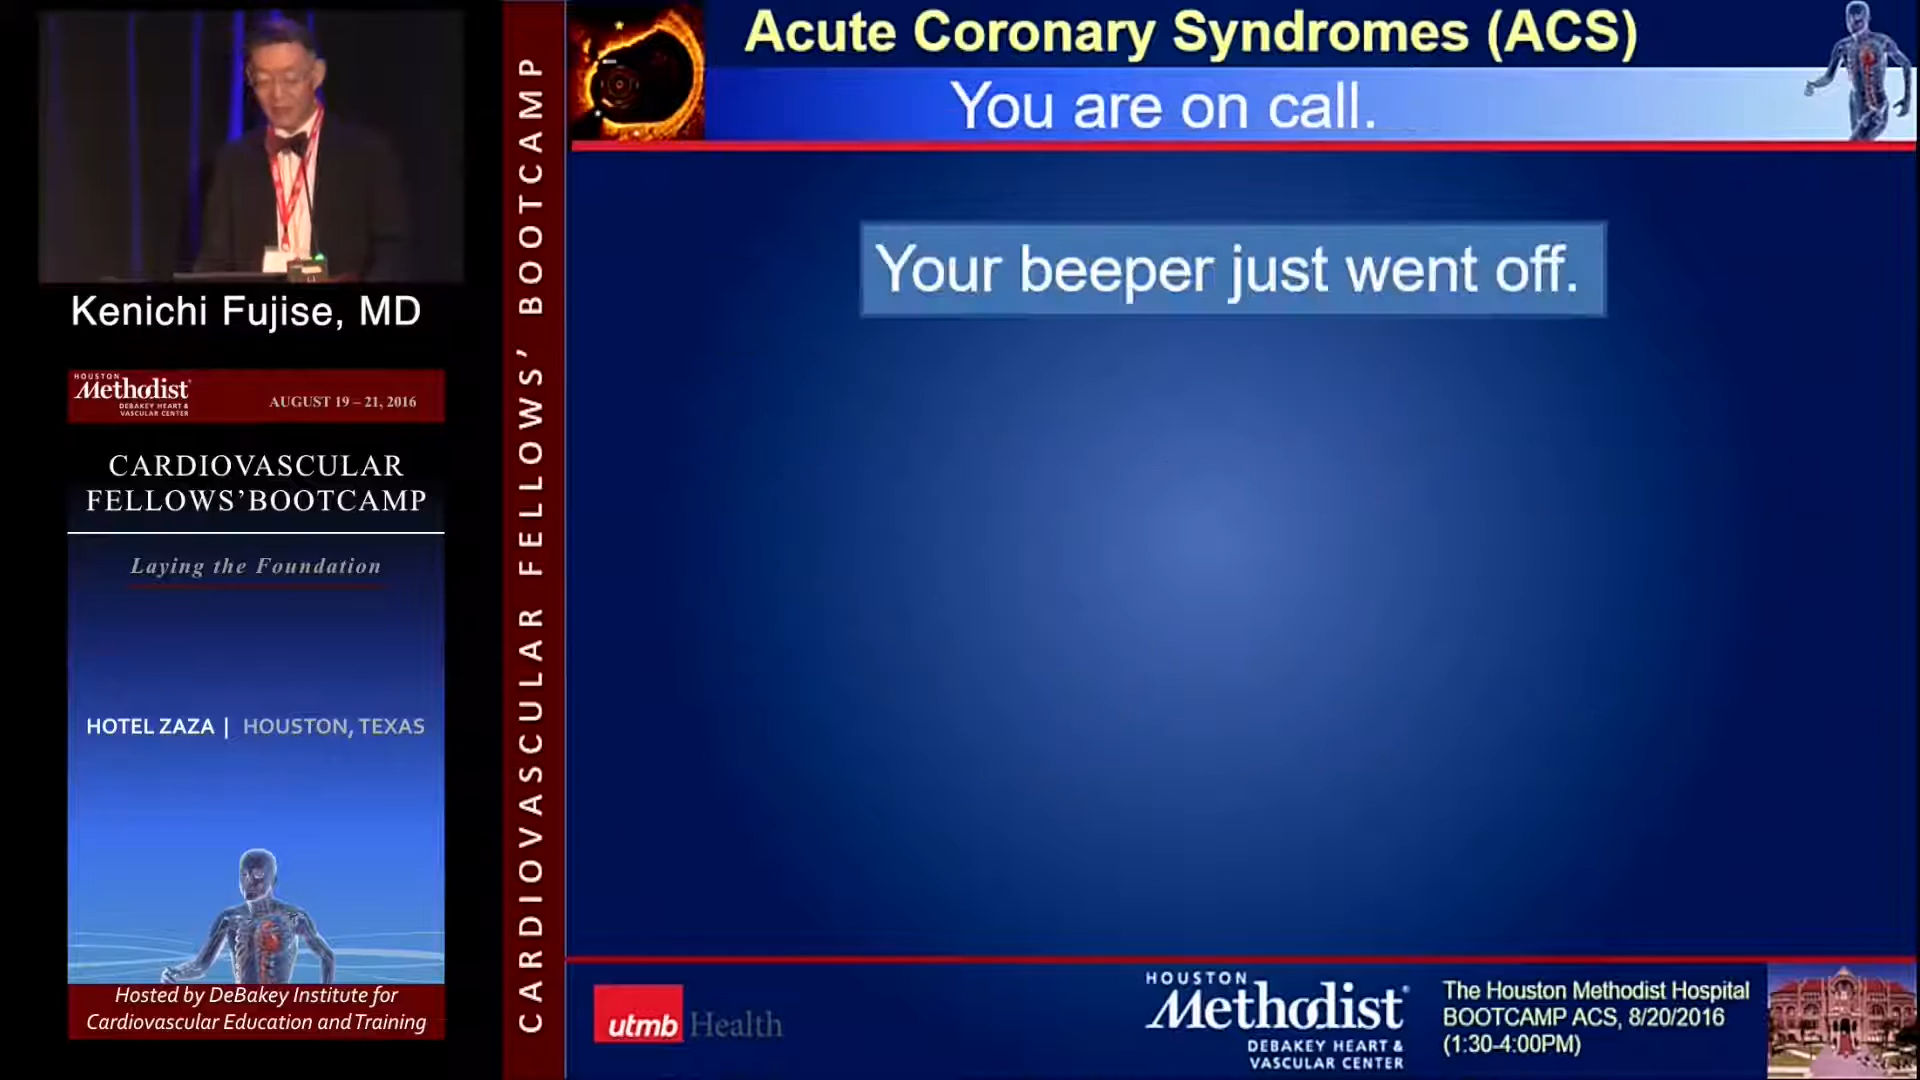 Kenichi Fujise, MD
HOUSTON
Methodist
DEBAKEY HEART &
VASCULAR CENTER
AUGUST 19 – 21, 2016
CARDIOVASCULAR
FELLOWS’BOOTCAMP
Laying the Foundation
HOTEL ZAZA | HOUSTON, TEXAS
Hosted by DeBakey Institute for
Cardiovascular Education and Training
CARDIOVASCULAR FELLOWS’ BOOTCAMP
Acute Coronary Syndromes (ACS)
You are on call.
Your beeper just went off.
utmb Health
HOUSTON
Methodist
DEBAKEY HEART &
VASCULAR CENTER
The Houston Methodist Hospital
BOOTCAMP ACS, 8/20/2016
(1:30-4:00PM)